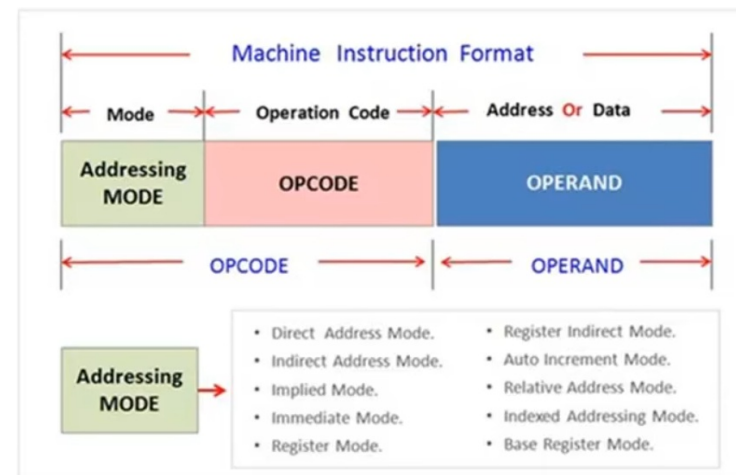 Machine Instruction Format
Mode
Operation Code
Address Or Data
Addressing
MODE
OPCODE
OPERAND
OPCODE
OPERAND
Addressing
MODE
• Direct Address Mode.
• Indirect Address Mode.
• Implied Mode.
• Immediate Mode.
• Register Mode.
• Register Indirect Mode.
• Auto Increment Mode.
• Relative Address Mode.
• Indexed Addressing Mode.
• Base Register Mode.